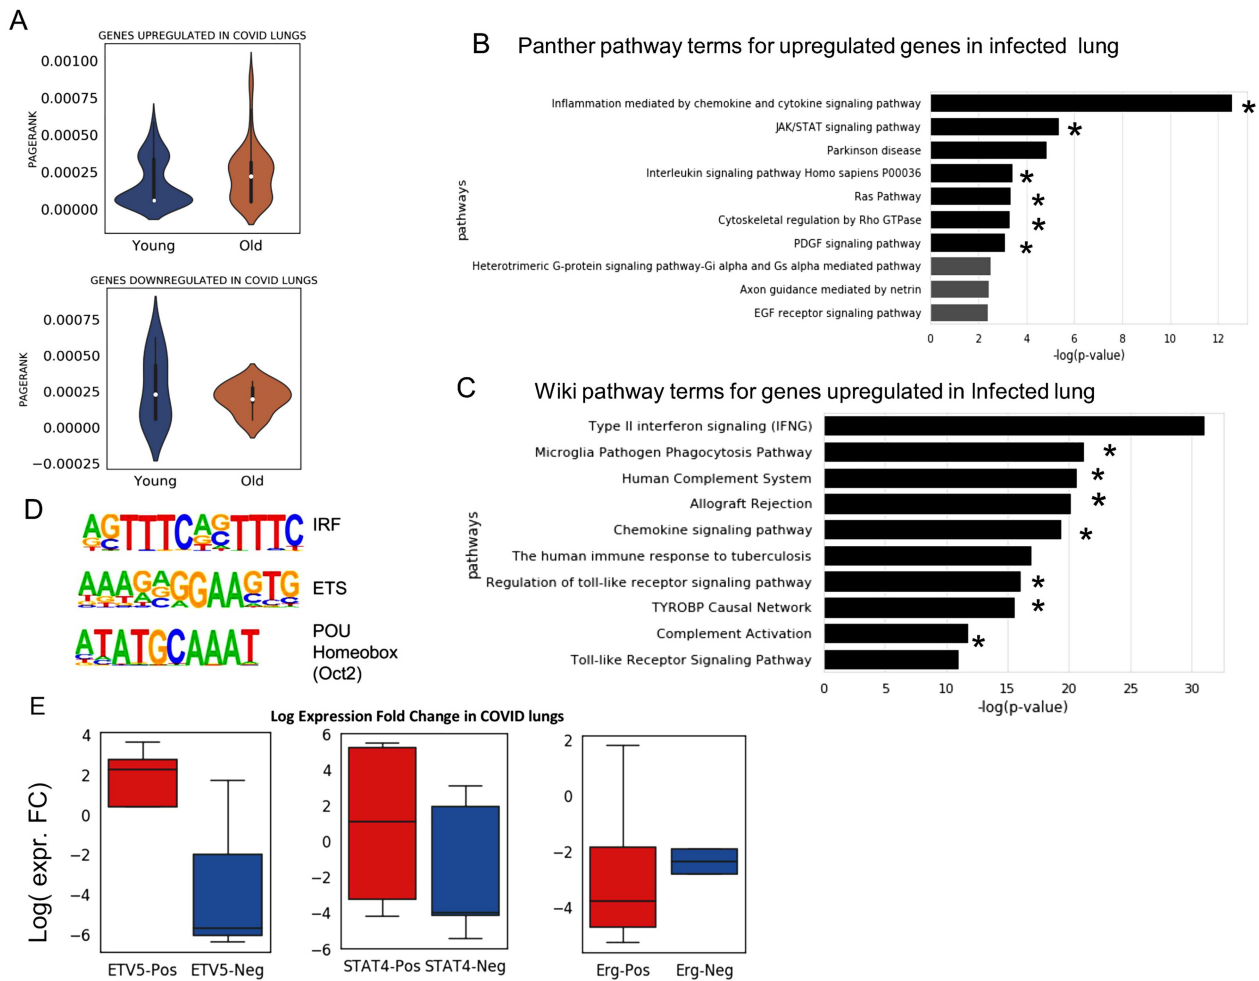 A
GENES UPREGULATED IN COVID LUNGS
PAGERANK
0.00100
0.00075
0.00050
0.00025
0.00000
Young Old
GENES DOWNREGULATED IN COVID LUNGS
PAGERANK
0.00075
0.00050
0.00025
0.00000
−0.00025
Young Old
B Panther pathway terms for upregulated genes in infected lung
pathways
Inflammation mediated by chemokine and cytokine signaling pathway *
JAK/STAT signaling pathway *
Parkinson disease
Interleukin signaling pathway Homo sapiens P00036 *
Ras Pathway *
Cytoskeletal regulation by Rho GTPase *
PDGF signaling pathway *
Heterotrimeric G-protein signaling pathway-Gi alpha and Gs alpha mediated pathway
Axon guidance mediated by netrin
EGF receptor signaling pathway
0 2 4 6 8 10 12
-log(p-value)
C Wiki pathway terms for genes upregulated in Infected lung
pathways
Type II interferon signaling (IFNG)
Microglia Pathogen Phagocytosis Pathway *
Human Complement System *
Allograft Rejection *
Chemokine signaling pathway *
The human immune response to tuberculosis
Regulation of toll-like receptor signaling pathway *
TYROBP Causal Network *
Complement Activation *
Toll-like Receptor Signaling Pathway
0 5 10 15 20 25 30
-log(p-value)
D
AGTTTCAGTTTC IRF
AAAGAGGAAGTG ETS
ATATGCAAAT POU
Homeobox
(Oct2)
E
Log Expression Fold Change in COVID lungs
Log( expr. FC)
4
2
0
−2
−4
−6
ETV5-Pos ETV5-Neg
6
4
2
0
−2
−4
−6
STAT4-Pos STAT4-Neg
2
0
−2
−4
Erg-Pos Erg-Neg